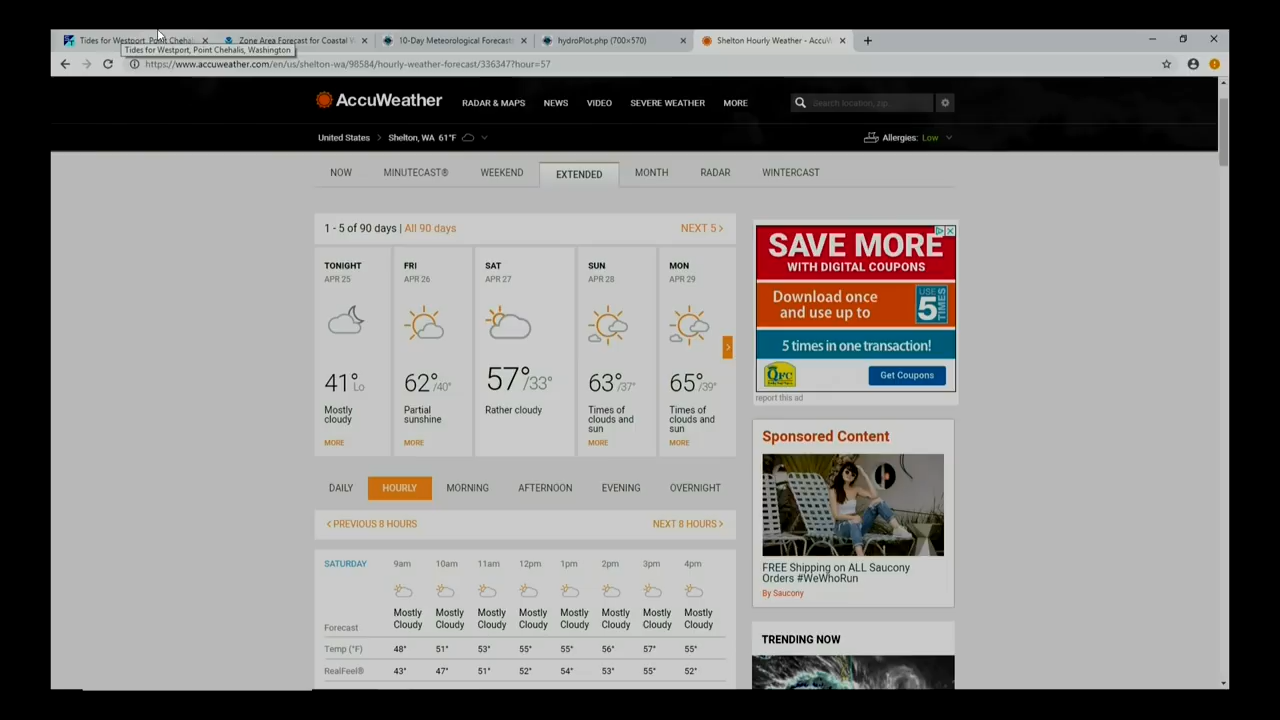 Tides for Westport, Point Chehal
Zone Area Forecast for Coastal W
10-Day Meteorological Forecast
hydroPlot.php (700×570)
Shelton Hourly Weather - AccuW
Tides for Westport, Point Chehalis, Washington
https://www.accuweather.com/en/us/shelton-wa/98584/hourly-weather-forecast/336347?hour=57
AccuWeather
RADAR & MAPS NEWS VIDEO SEVERE WEATHER MORE
Search location, zip...
United States > Shelton, WA 61°F
Allergies: Low
NOW MINUTECAST® WEEKEND EXTENDED MONTH RADAR WINTERCAST
1 - 5 of 90 days | All 90 days
NEXT 5 >
TONIGHT FRI SAT SUN MON
APR 25 APR 26 APR 27 APR 28 APR 29
41° Lo 62° /40° 57° /33° 63° /37° 65° /39°
Mostly cloudy
Partial sunshine
Rather cloudy
Times of clouds and sun
Times of clouds and sun
MORE MORE MORE MORE
DAILY HOURLY MORNING AFTERNOON EVENING OVERNIGHT
< PREVIOUS 8 HOURS
NEXT 8 HOURS >
SATURDAY 9am 10am 11am 12pm 1pm 2pm 3pm 4pm
Mostly Mostly Mostly Mostly Mostly Mostly Mostly Mostly
Cloudy Cloudy Cloudy Cloudy Cloudy Cloudy Cloudy Cloudy
Forecast
Temp (°F) 48° 51° 53° 55° 55° 56° 57° 55°
RealFeel® 43° 47° 51° 52° 54° 53° 55° 52°
SAVE MORE
WITH DIGITAL COUPONS
Download once
and use up to
USE
5
TIMES
5 times in one transaction!
QFC
Get Coupons
report this ad
Sponsored Content
FREE Shipping on ALL Saucony
Orders #WeWhoRun
By Saucony
TRENDING NOW